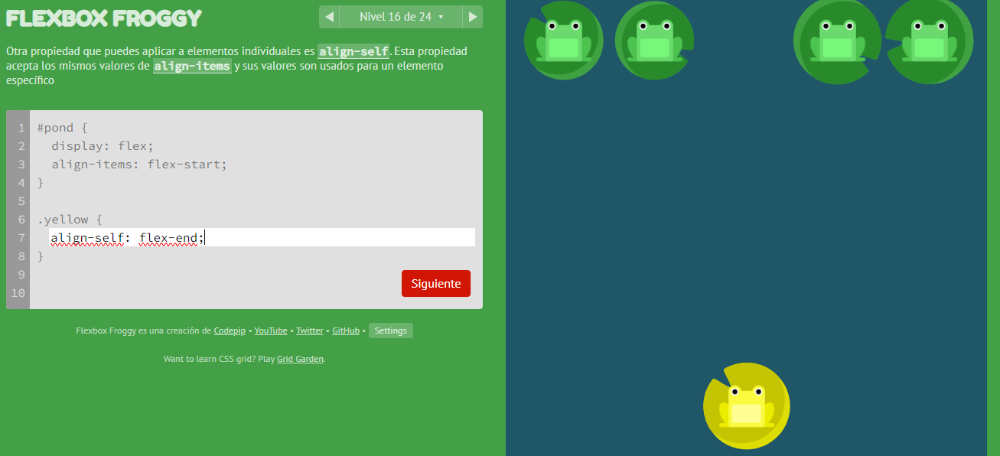 FLEXBOX FROGGY
Nivel 16 de 24
Otra propiedad que puedes aplicar a elementos individuales es align-self. Esta propiedad
acepta los mismos valores de align-items y sus valores son usados para un elemento
específico
1 #pond {
2 display: flex;
3 align-items: flex-start;
4 }
5
6 .yellow {
7 align-self: flex-end;
8 }
9
10
Siguiente
Flexbox Froggy es una creación de Codepip • YouTube • Twitter • GitHub • Settings
Want to learn CSS grid? Play Grid Garden.